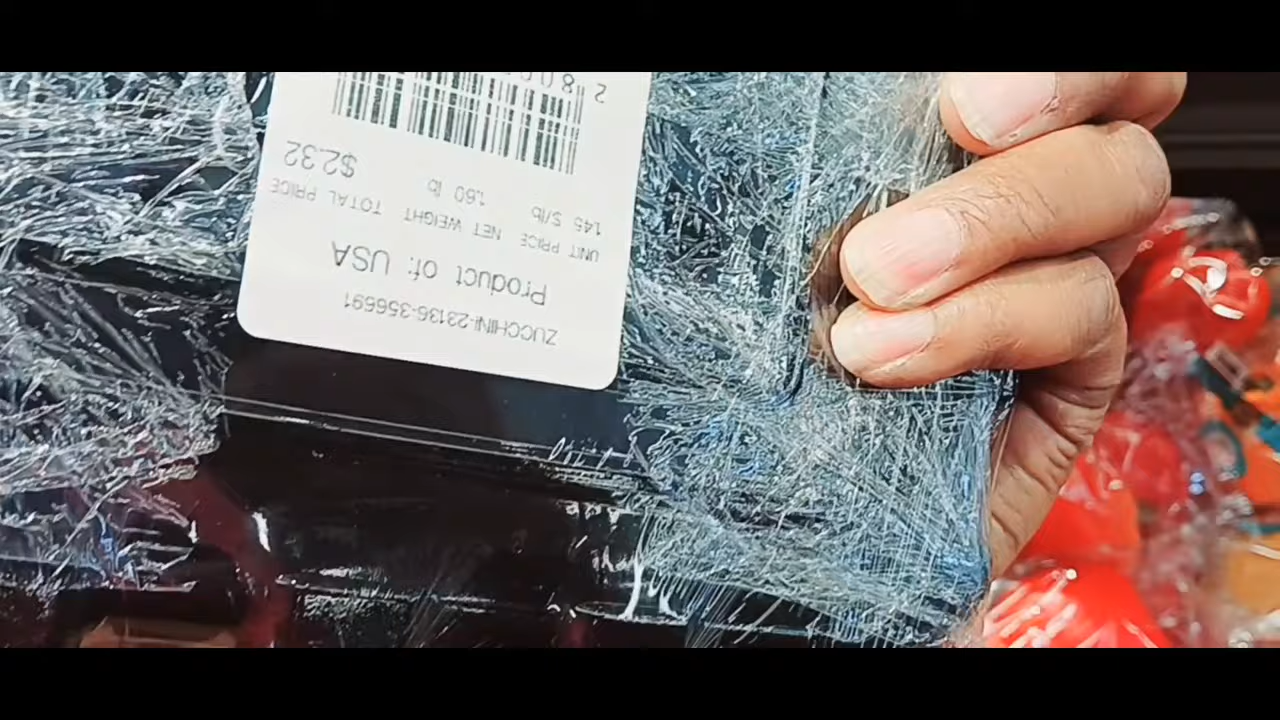 ZUCCHINI-23136-356691
Product of: USA
UNIT PRICE NET WEIGHT TOTAL PRICE
1.45 $/lb 1.60 lb $2.32